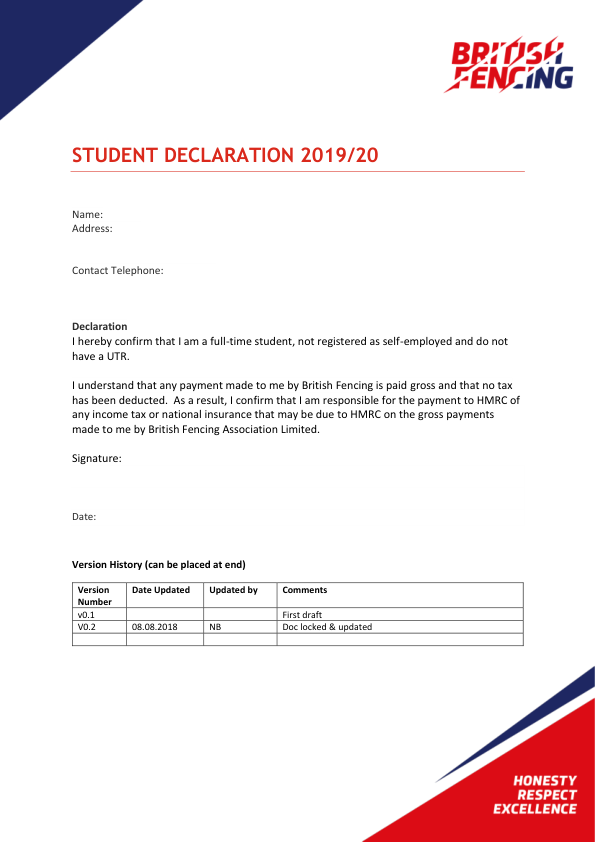 BRITISH
FENCING
STUDENT DECLARATION 2019/20
Name:
Address:
Contact Telephone:
Declaration
I hereby confirm that I am a full-time student, not registered as self-employed and do not
have a UTR.
I understand that any payment made to me by British Fencing is paid gross and that no tax
has been deducted.  As a result, I confirm that I am responsible for the payment to HMRC of
any income tax or national insurance that may be due to HMRC on the gross payments
made to me by British Fencing Association Limited.
Signature:
Date:
Version History (can be placed at end)
Version Number Date Updated Updated by Comments
v0.1 First draft
V0.2 08.08.2018 NB Doc locked & updated
HONESTY
RESPECT
EXCELLENCE